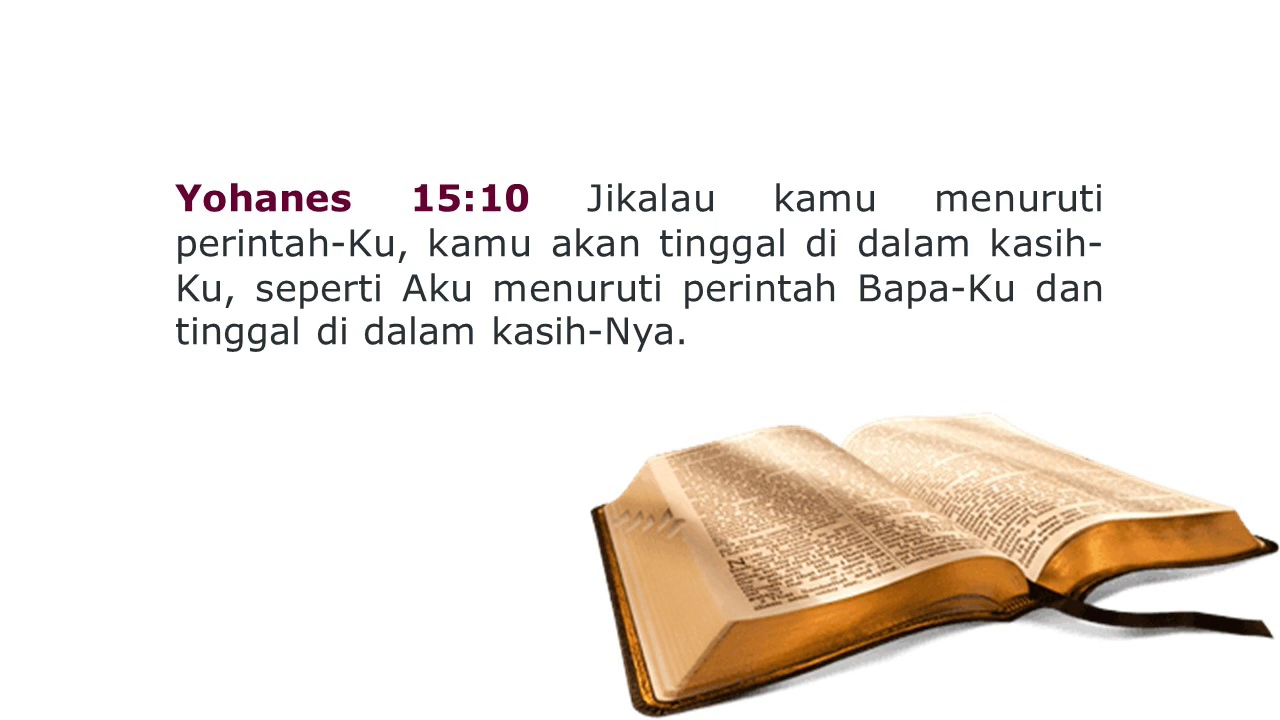 Yohanes 15:10 Jikalau kamu menuruti
perintah-Ku, kamu akan tinggal di dalam kasih-
Ku, seperti Aku menuruti perintah Bapa-Ku dan
tinggal di dalam kasih-Nya.